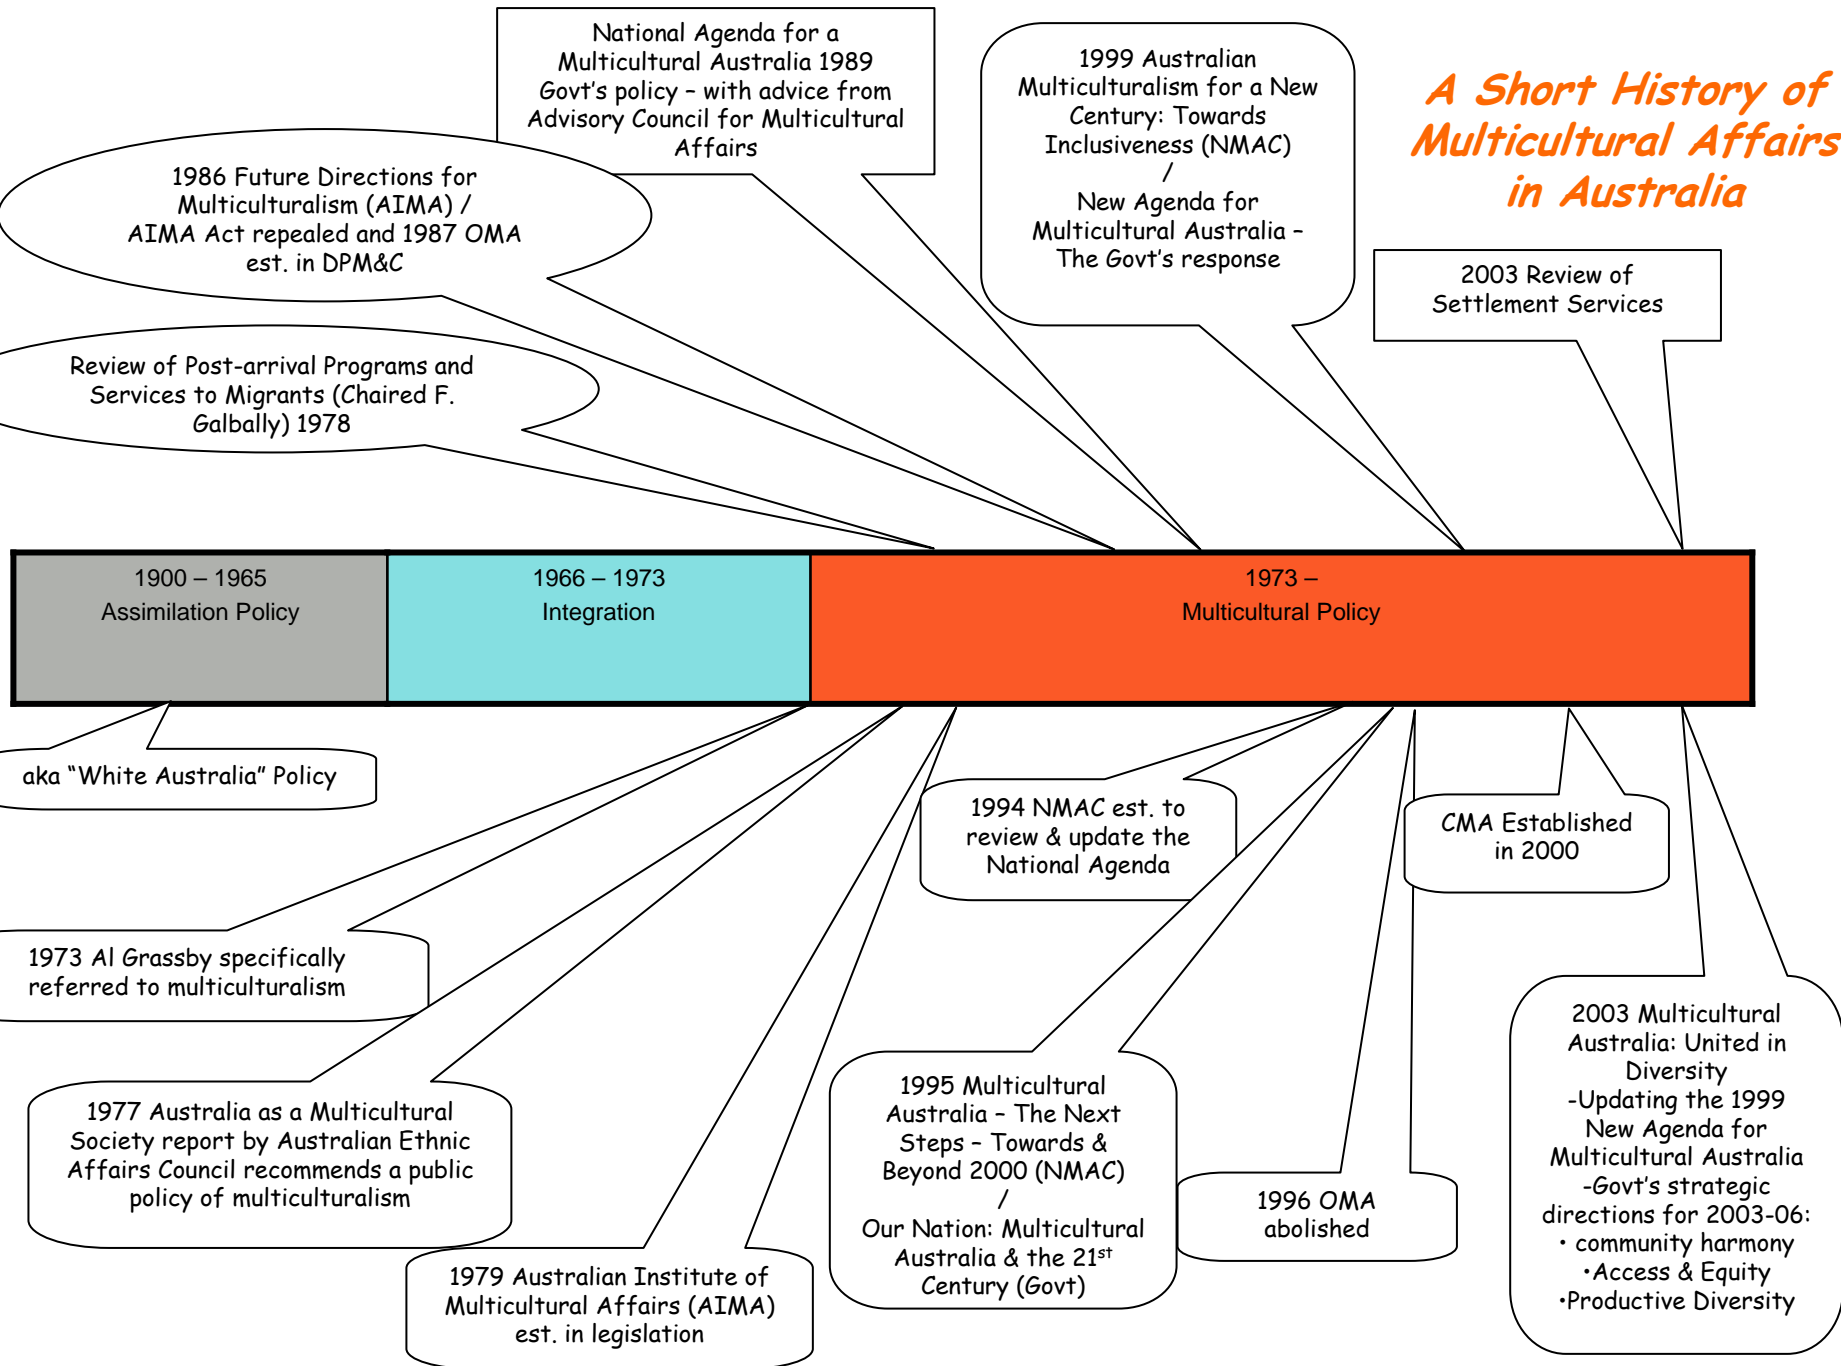 A Short History of
Multicultural Affairs
in Australia
National Agenda for a
Multicultural Australia 1989
Govt's policy – with advice from
Advisory Council for Multicultural
Affairs
1999 Australian
Multiculturalism for a New
Century: Towards
Inclusiveness (NMAC)
/
New Agenda for
Multicultural Australia –
The Govt's response
1986 Future Directions for
Multiculturalism (AIMA) /
AIMA Act repealed and 1987 OMA
est. in DPM&C
2003 Review of
Settlement Services
Review of Post-arrival Programs and
Services to Migrants (Chaired F.
Galbally) 1978
1900 – 1965
Assimilation Policy
1966 – 1973
Integration
1973 –
Multicultural Policy
aka "White Australia" Policy
1994 NMAC est. to
review & update the
National Agenda
CMA Established
in 2000
1973 Al Grassby specifically
referred to multiculturalism
1977 Australia as a Multicultural
Society report by Australian Ethnic
Affairs Council recommends a public
policy of multiculturalism
1979 Australian Institute of
Multicultural Affairs (AIMA)
est. in legislation
1995 Multicultural
Australia – The Next
Steps – Towards &
Beyond 2000 (NMAC)
/
Our Nation: Multicultural
Australia & the 21st
Century (Govt)
1996 OMA
abolished
2003 Multicultural
Australia: United in
Diversity
-Updating the 1999
New Agenda for
Multicultural Australia
-Govt's strategic
directions for 2003-06:
• community harmony
•Access & Equity
•Productive Diversity